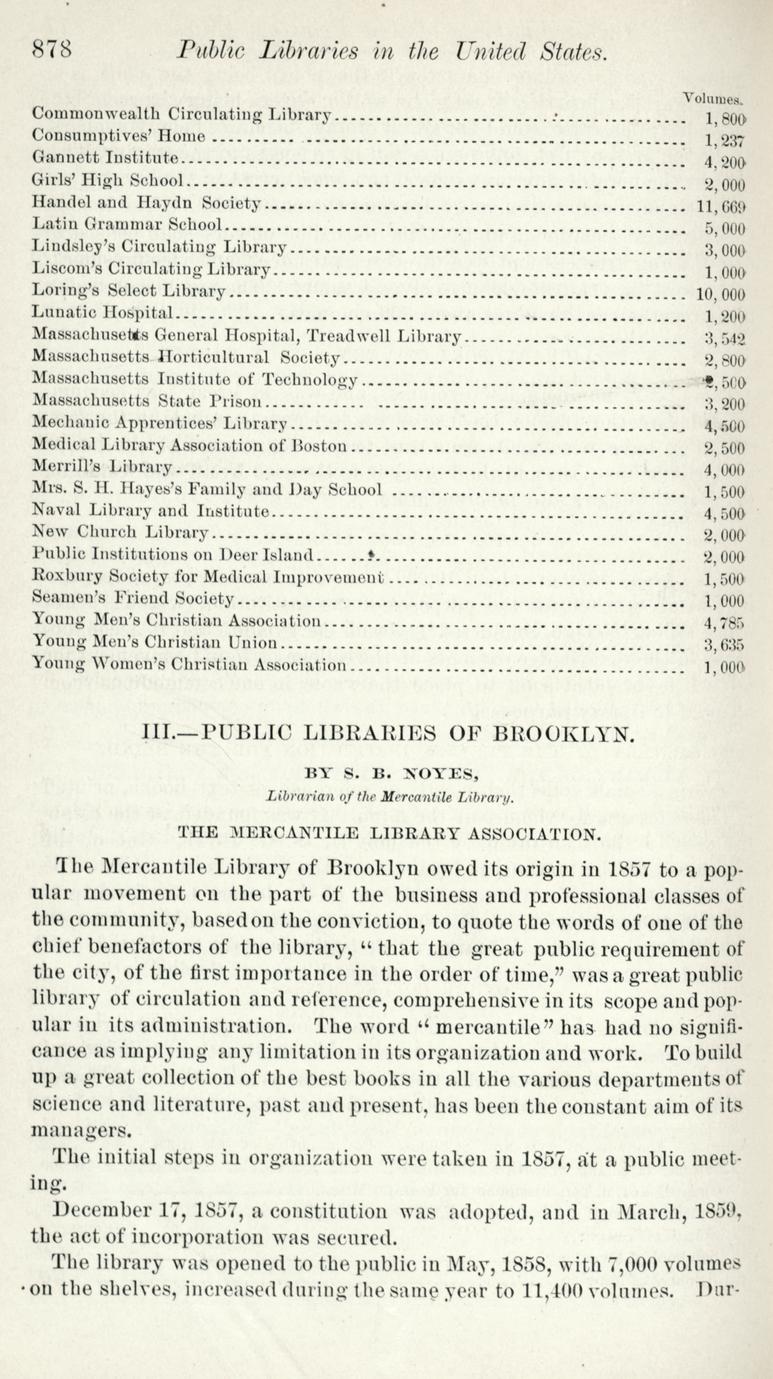 878 Public Libraries in the United States.
Volumes.
Commonwealth Circulating Library 1,800
Consumptives' Home 1,237
Gannett Institute 4,200
Girls' High School 2,000
Handel and Haydn Society 11,669
Latin Grammar School 5,000
Lindsley's Circulating Library 3,000
Liscom's Circulating Library 1,000
Loring's Select Library 10,000
Lunatic Hospital 1,200
Massachusetts General Hospital, Treadwell Library 3,542
Massachusetts Horticultural Society 2,800
Massachusetts Institute of Technology
Massachusetts State Prison 3,200
Mechanic Apprentices' Library 4,500
Medical Library Association of Boston 2,500
Merrill's Library 4,000
Mrs. S. H. Hayes's Family and Day School 1,500
Naval Library and Institute 4,500
New Church Library 2,000
Public Institutions on Deer Island 2,000
Roxbury Society for Medical Improvement 1,500
Seamen's Friend Society 1,000
Young Men's Christian Association 4,785
Young Men's Christian Union 3,635
Young Women's Christian Association 1,000
III.—PUBLIC LIBRARIES OF BROOKLYN.
BY S. B. NOYES,
Librarian of the Mercantile Library.
THE MERCANTILE LIBRARY ASSOCIATION.
The Mercantile Library of Brooklyn owed its origin in 1857 to a pop-
ular movement on the part of the business and professional classes of
the community, based on the conviction, to quote the words of one of the
chief benefactors of the library, "that the great public requirement of
the city, of the first importance in the order of time," was a great public
library of circulation and reference, comprehensive in its scope and pop-
ular in its administration. The word "mercantile" has had no signifi-
cance as implying any limitation in its organization and work. To build
up a great collection of the best books in all the various departments of
science and literature, past and present, has been the constant aim of its
managers.
The initial steps in organization were taken in 1857, at a public meet-
ing.
December 17, 1857, a constitution was adopted, and in March, 1859,
the act of incorporation was secured.
The library was opened to the public in May, 1858, with 7,000 volumes
on the shelves, increased during the same year to 11,400 volumes. Dur-